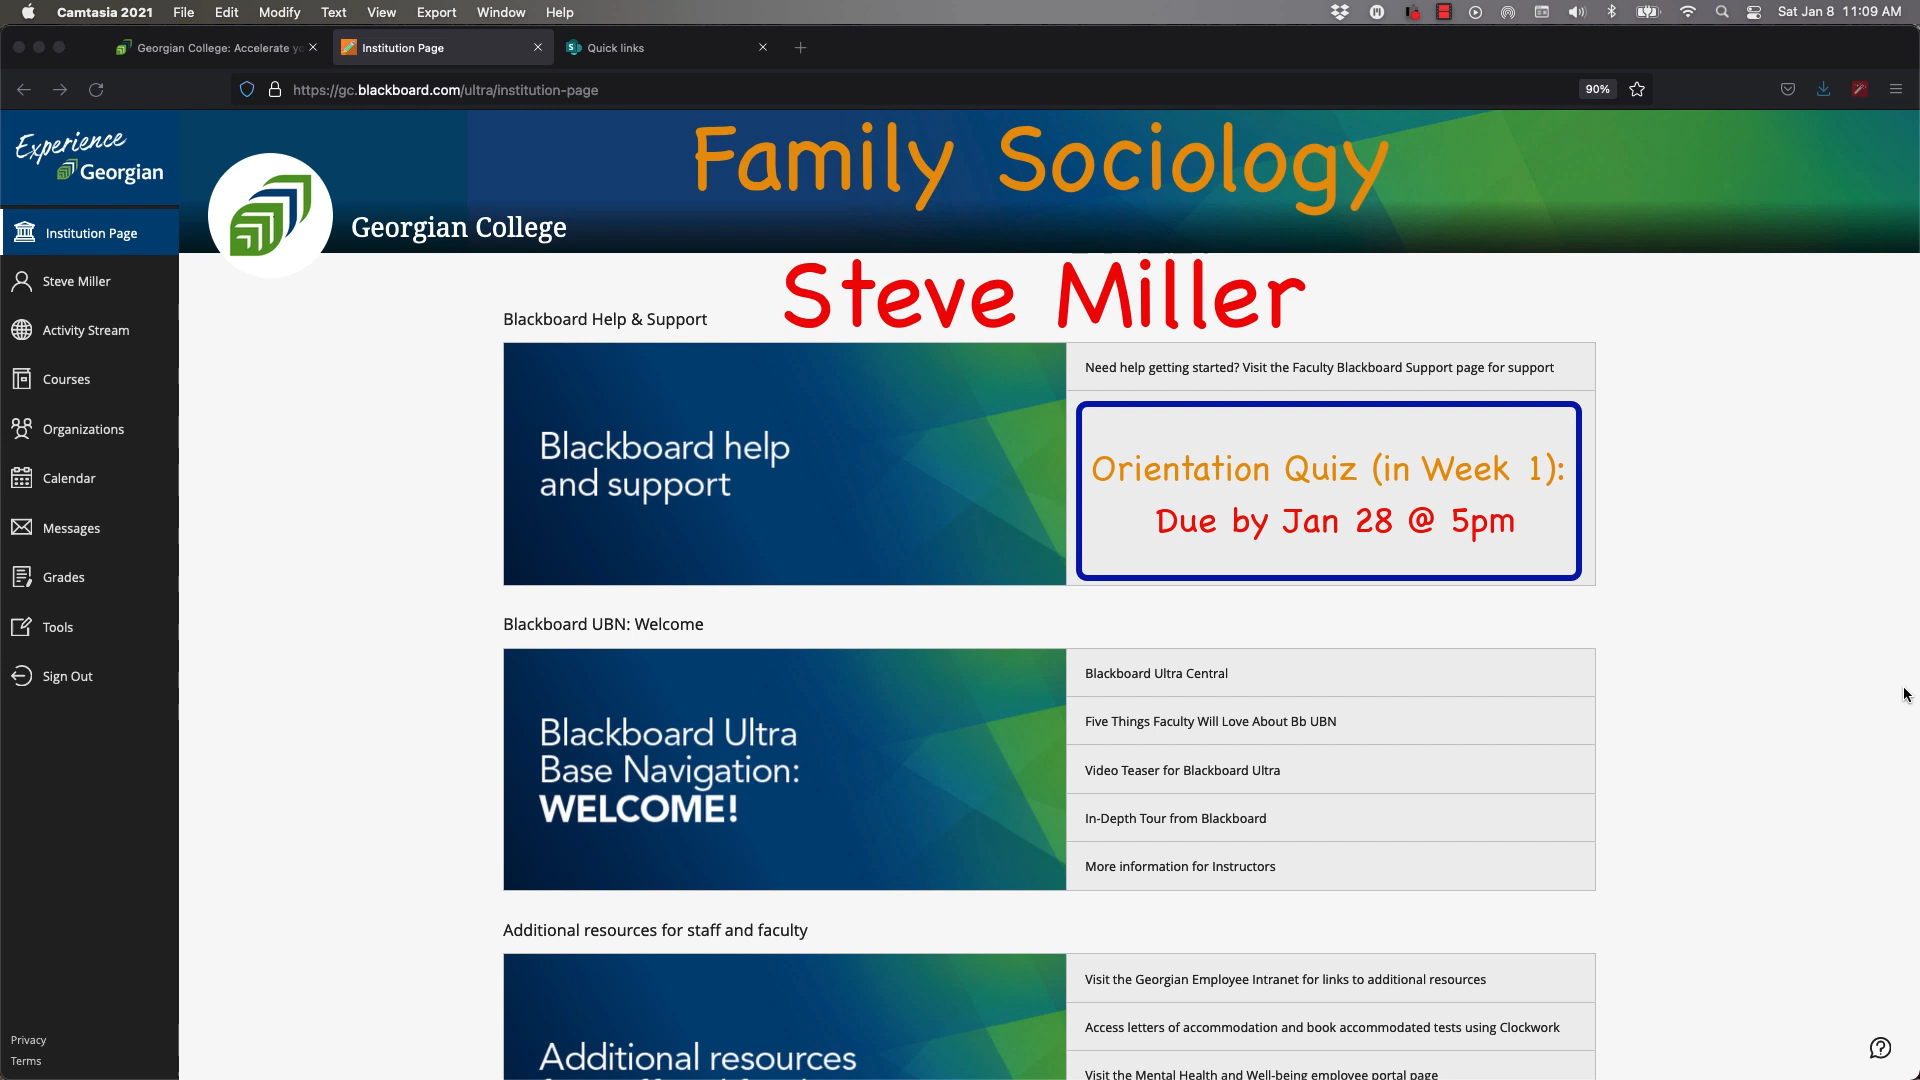 Camtasia 2021 File Edit Modify Text View Export Window Help Sat Jan 8 11:09 AM
Georgian College: Accelerate yo Institution Page Quick links
https://gc.blackboard.com/ultra/institution-page 90%
Experience
Georgian
Family Sociology
Georgian College
Steve Miller
Institution Page
Steve Miller
Activity Stream
Courses
Organizations
Calendar
Messages
Grades
Tools
Sign Out
Privacy
Terms
Blackboard Help & Support
Blackboard help
and support
Need help getting started? Visit the Faculty Blackboard Support page for support
Orientation Quiz (in Week 1):
Due by Jan 28 @ 5pm
Blackboard UBN: Welcome
Blackboard Ultra
Base Navigation:
WELCOME!
Blackboard Ultra Central
Five Things Faculty Will Love About Bb UBN
Video Teaser for Blackboard Ultra
In-Depth Tour from Blackboard
More information for Instructors
Additional resources for staff and faculty
Additional resources
Visit the Georgian Employee Intranet for links to additional resources
Access letters of accommodation and book accommodated tests using Clockwork
Visit the Mental Health and Well-being employee portal page